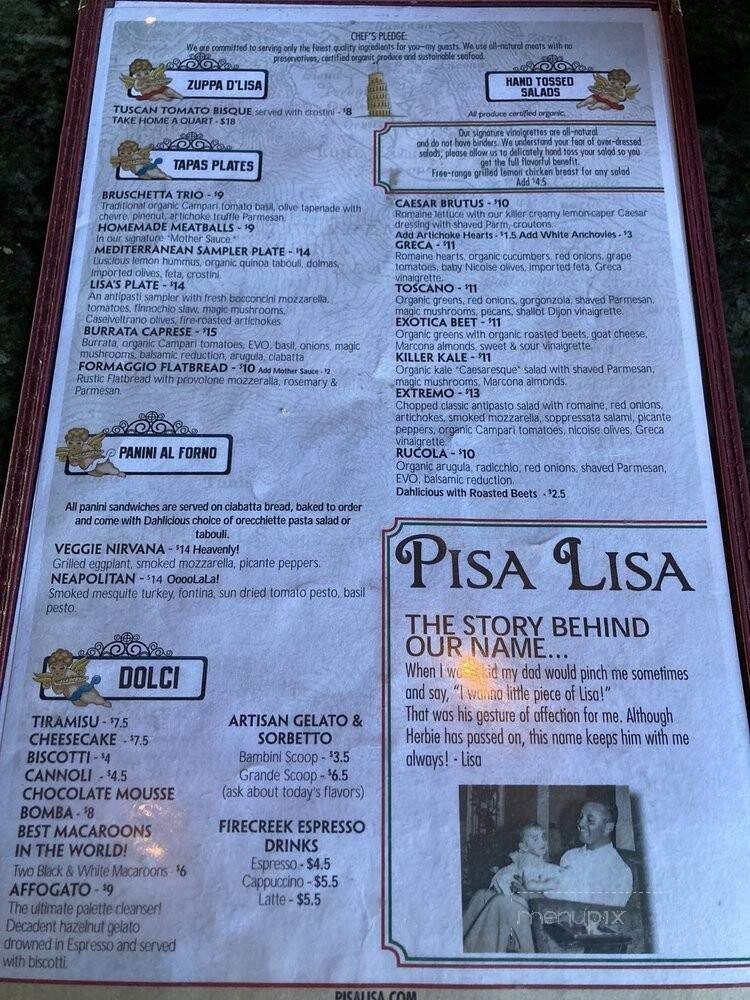 CHEF'S PLEDGE:
We are committed to serving only the finest quality ingredients for you—my guests. We use all-natural meats with no
preservatives, certified organic produce and sustainable seafood.
ZUPPA D'LISA
TUSCAN TOMATO BISQUE served with crostini - $8
TAKE HOME A QUART - $18
TAPAS PLATES
BRUSCHETTA TRIO - $9
Traditional organic Campari tomato basil, olive tapenade with
chevre, pinenut, artichoke truffle Parmesan.
HOMEMADE MEATBALLS - $9
In our signature "Mother Sauce."
MEDITERRANEAN SAMPLER PLATE - $14
Luscious lemon hummus, organic quinoa tabouli, dolmas,
imported olives, feta, crostini.
LISA'S PLATE - $14
An antipasti sampler with fresh bocconcini mozzarella,
tomatoes, finnochio slaw, magic mushrooms,
Caselveltrano olives, fire-roasted artichokes.
BURRATA CAPRESE - $15
Burrata, organic Campari tomatoes, EVO, basil, onions, magic
mushrooms, balsamic reduction, arugula, ciabatta
FORMAGGIO FLATBREAD - $10 Add Mother Sauce - $2
Rustic Flatbread with provolone mozzeralla, rosemary &
Parmesan.
PANINI AL FORNO
All panini sandwiches are served on ciabatta bread, baked to order
and come with Dahlicious choice of orecchiette pasta salad or
tabouli.
VEGGIE NIRVANA - $14 Heavenly!
Grilled eggplant, smoked mozzarella, picante peppers.
NEAPOLITAN - $14 OoooLaLa!
Smoked mesquite turkey, fontina, sun dried tomato pesto, basil
pesto.
DOLCI
TIRAMISU - $7.5
CHEESECAKE - $7.5
BISCOTTI - $4
CANNOLI - $4.5
CHOCOLATE MOUSSE
BOMBA - $8
BEST MACAROONS
IN THE WORLD!
Two Black & White Macaroons - $6
AFFOGATO - $9
The ultimate palette cleanser!
Decadent hazelnut gelato
drowned in Espresso and served
with biscotti.
ARTISAN GELATO &
SORBETTO
Bambini Scoop - $3.5
Grande Scoop - $6.5
(ask about today's flavors)
FIRECREEK ESPRESSO
DRINKS
Espresso - $4.5
Cappuccino - $5.5
Latte - $5.5
HAND TOSSED
SALADS
All produce certified organic.
Our signature vinaigrettes are all-natural
and do not have binders. We understand your fear of over-dressed
salads; please allow us to delicately hand toss your salad so you
get the full flavorful benefit.
Free-range grilled lemon chicken breast for any salad
Add $4.5
CAESAR BRUTUS - $10
Romaine lettuce with our killer creamy lemon-caper Caesar
dressing with shaved Parm, croutons.
Add Artichoke Hearts - $1.5 Add White Anchovies - $3
GRECA - $11
Romaine hearts, organic cucumbers, red onions, grape
tomatoes, baby Nicoise olives, imported feta, Greca
vinaigrette.
TOSCANO - $11
Organic greens, red onions, gorgonzola, shaved Parmesan,
magic mushrooms, pecans, shallot Dijon vinaigrette.
EXOTICA BEET - $11
Organic greens with organic roasted beets, goat cheese,
Marcona almonds, sweet & sour vinaigrette.
KILLER KALE - $11
Organic kale "Caesaresque" salad with shaved Parmesan,
magic mushrooms, Marcona almonds.
EXTREMO - $13
Chopped classic antipasto salad with romaine, red onions,
artichokes, smoked mozzarella, soppressata salami, picante
peppers, organic Campari tomatoes, nicoise olives, Greca
vinaigrette.
RUCOLA - $10
Organic arugula, radicchio, red onions, shaved Parmesan,
EVO, balsamic reduction.
Dahlicious with Roasted Beets - $2.5
PISA LISA
THE STORY BEHIND
OUR NAME...
When I was kid my dad would pinch me sometimes
and say, "I wanna little piece of Lisa!"
That was his gesture of affection for me. Although
Herbie has passed on, this name keeps him with me
always! - Lisa
menupix
PISALISA.COM